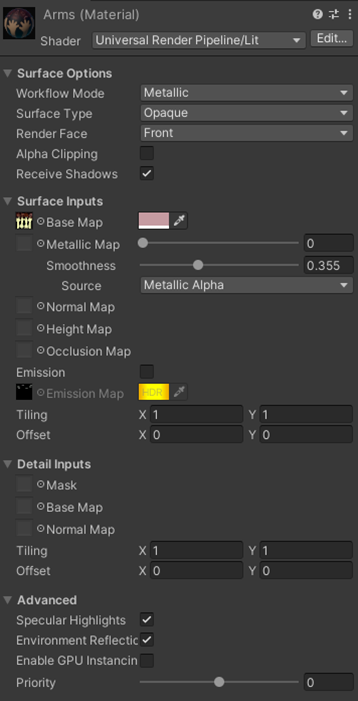 Arms (Material)
Shader Universal Render Pipeline/Lit Edit...
Surface Options
Workflow Mode Metallic
Surface Type Opaque
Render Face Front
Alpha Clipping
Receive Shadows
Surface Inputs
Base Map
Metallic Map 0
Smoothness 0.355
Source Metallic Alpha
Normal Map
Height Map
Occlusion Map
Emission
Emission Map HDR
Tiling X 1 Y 1
Offset X 0 Y 0
Detail Inputs
Mask
Base Map
Normal Map
Tiling X 1 Y 1
Offset X 0 Y 0
Advanced
Specular Highlights
Environment Reflectic
Enable GPU Instancin
Priority 0